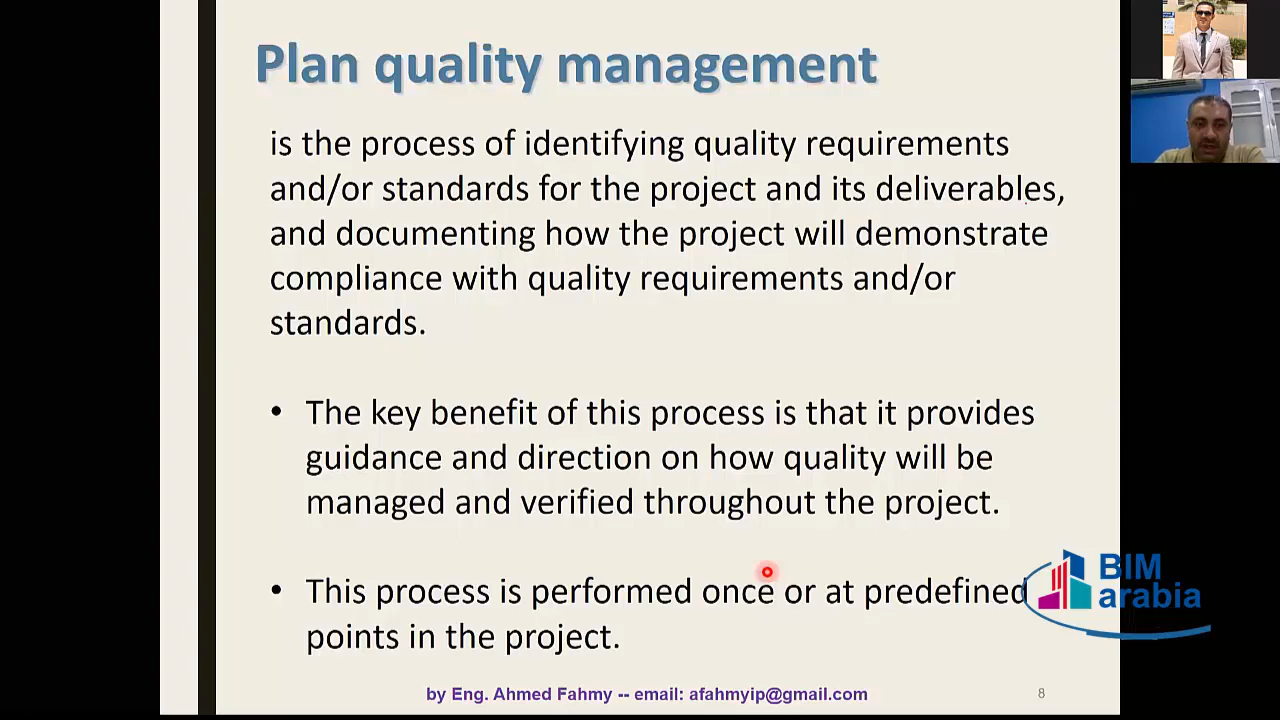 Plan quality management
is the process of identifying quality requirements
and/or standards for the project and its deliverables,
and documenting how the project will demonstrate
compliance with quality requirements and/or
standards.
• The key benefit of this process is that it provides
guidance and direction on how quality will be
managed and verified throughout the project.
• This process is performed once or at predefined
points in the project.
BIM
arabia
by Eng. Ahmed Fahmy -- email: afahmyip@gmail.com
8